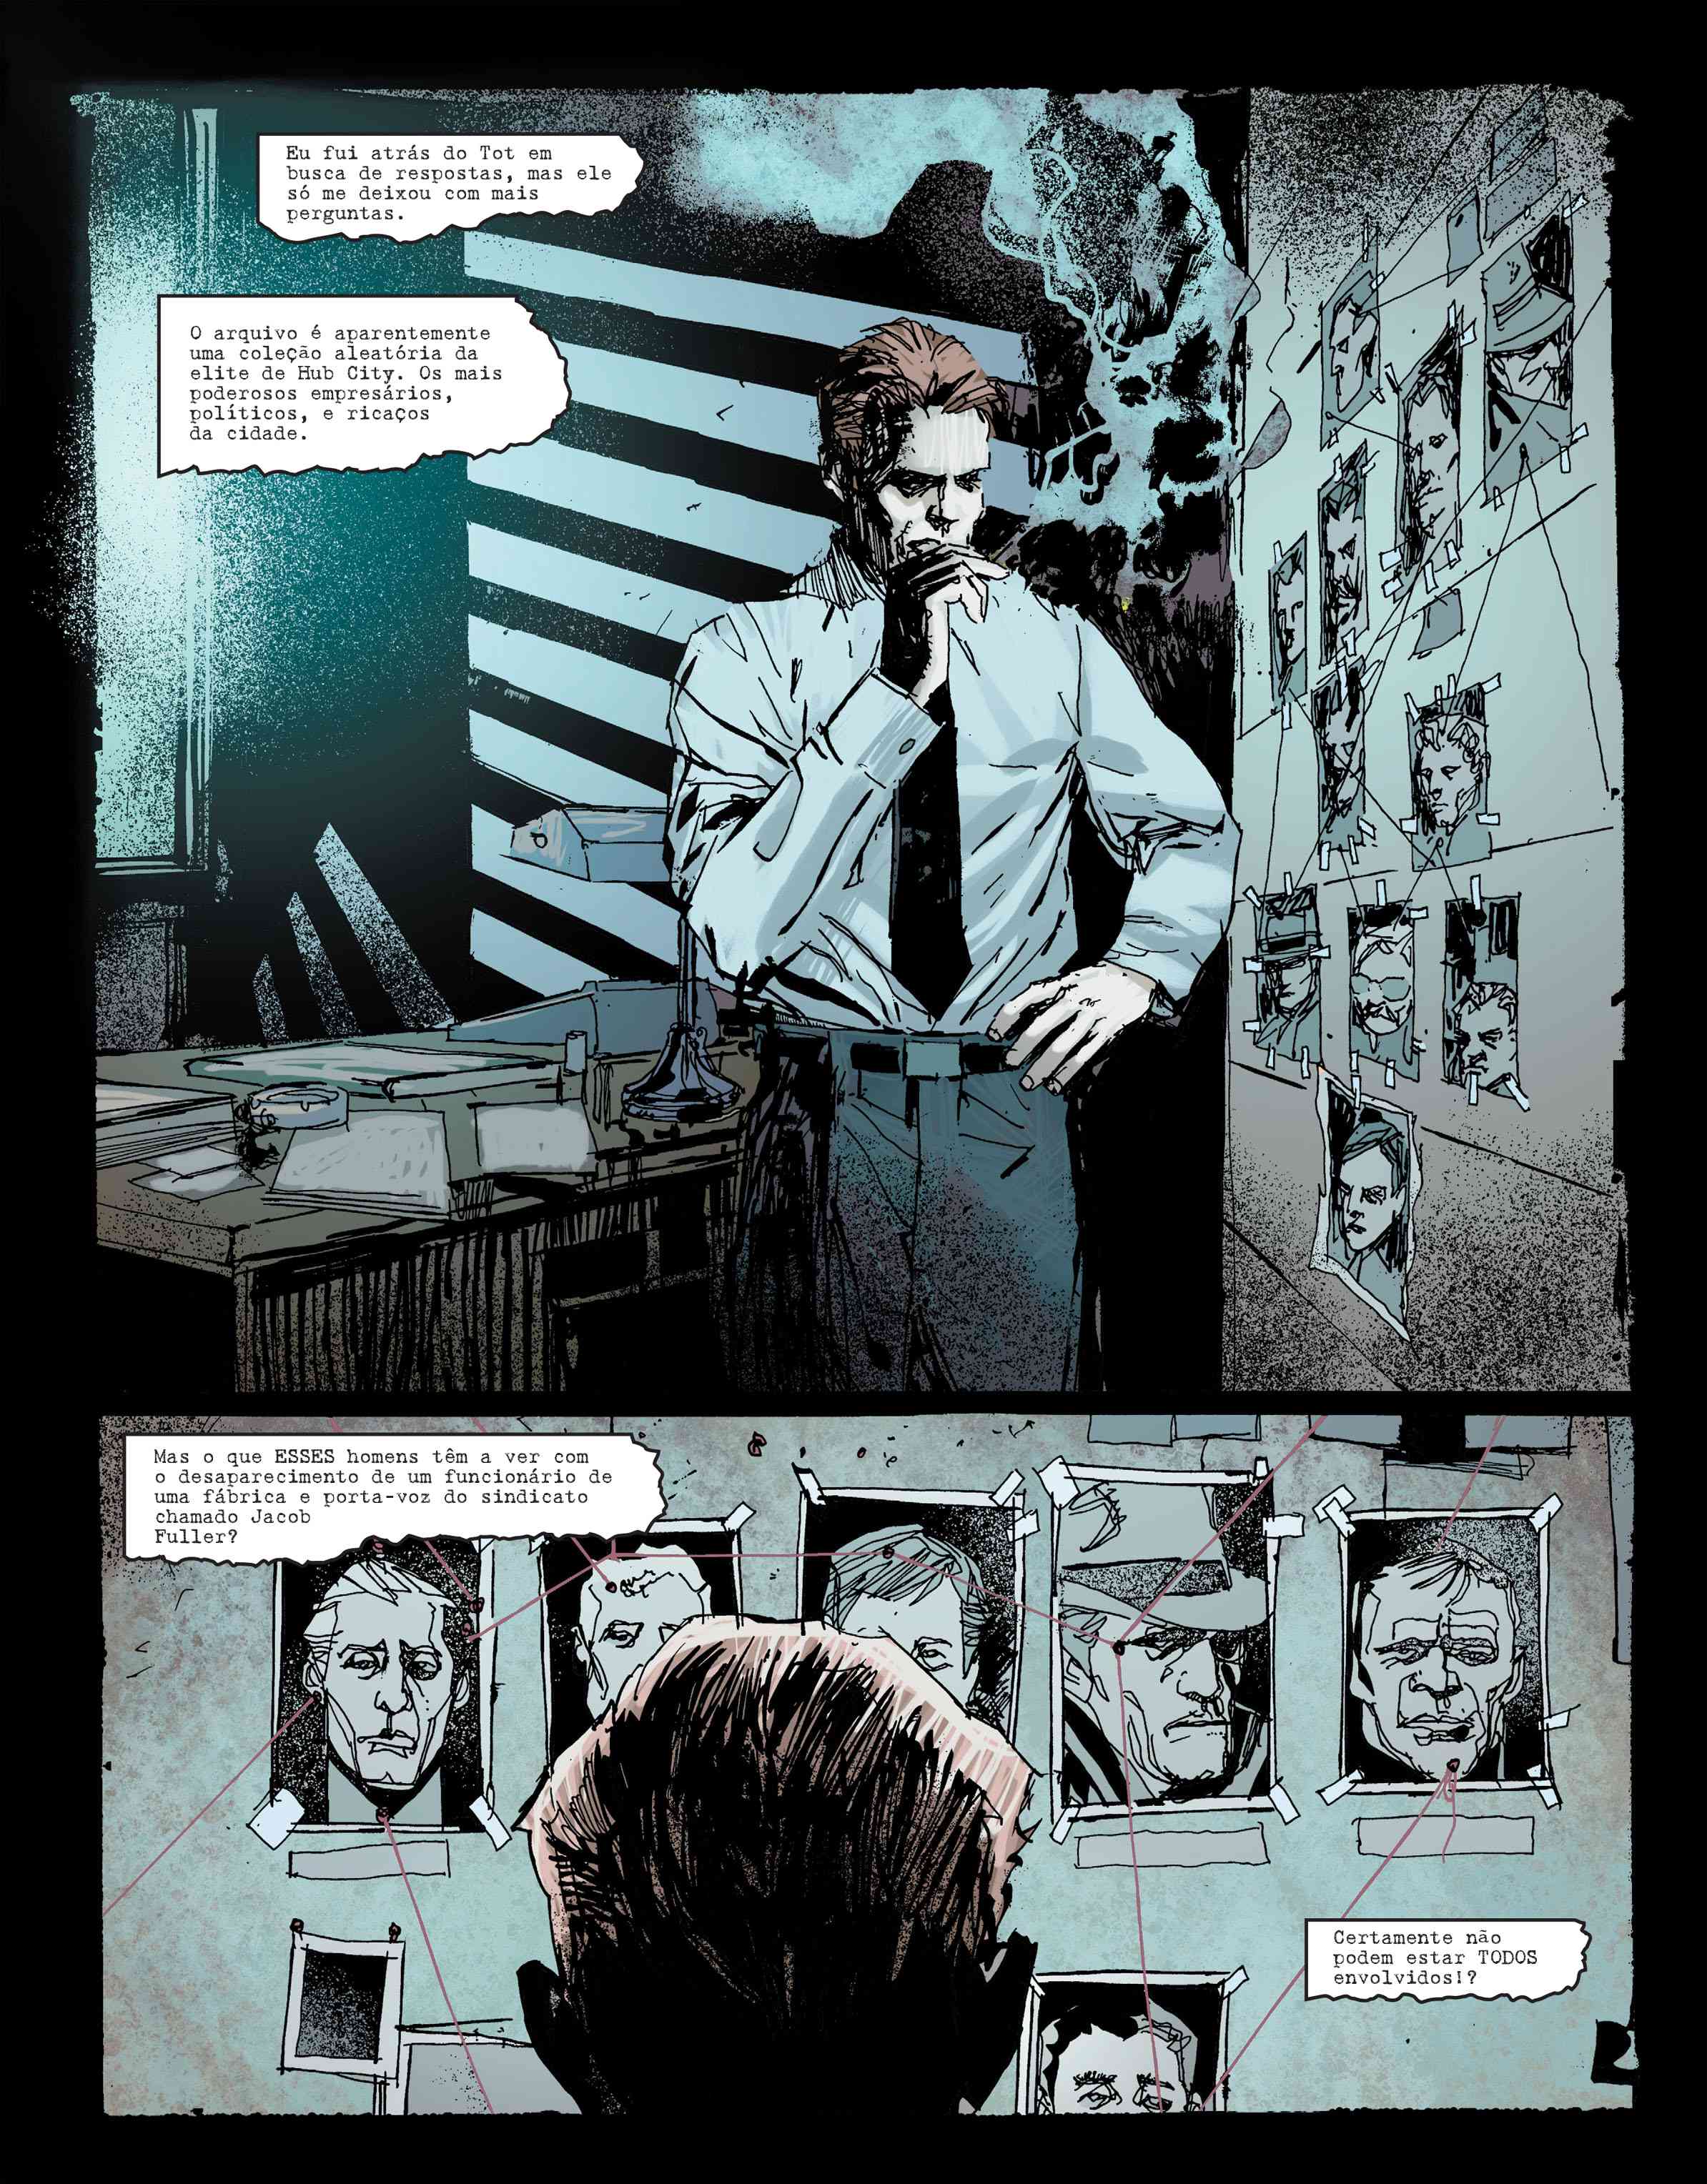 Eu fui atrás do Tot em
busca de respostas, mas ele
só me deixou com mais
perguntas.
O arquivo é aparentemente
uma coleção aleatória da
elite de Hub City. Os mais
poderosos empresários,
políticos, e ricaços
da cidade.
Mas o que ESSES homens têm a ver com
o desaparecimento de um funcionário de
uma fábrica e porta-voz do sindicato
chamado Jacob
Fuller?
Certamente não
podem estar TODOS
envolvidos!?